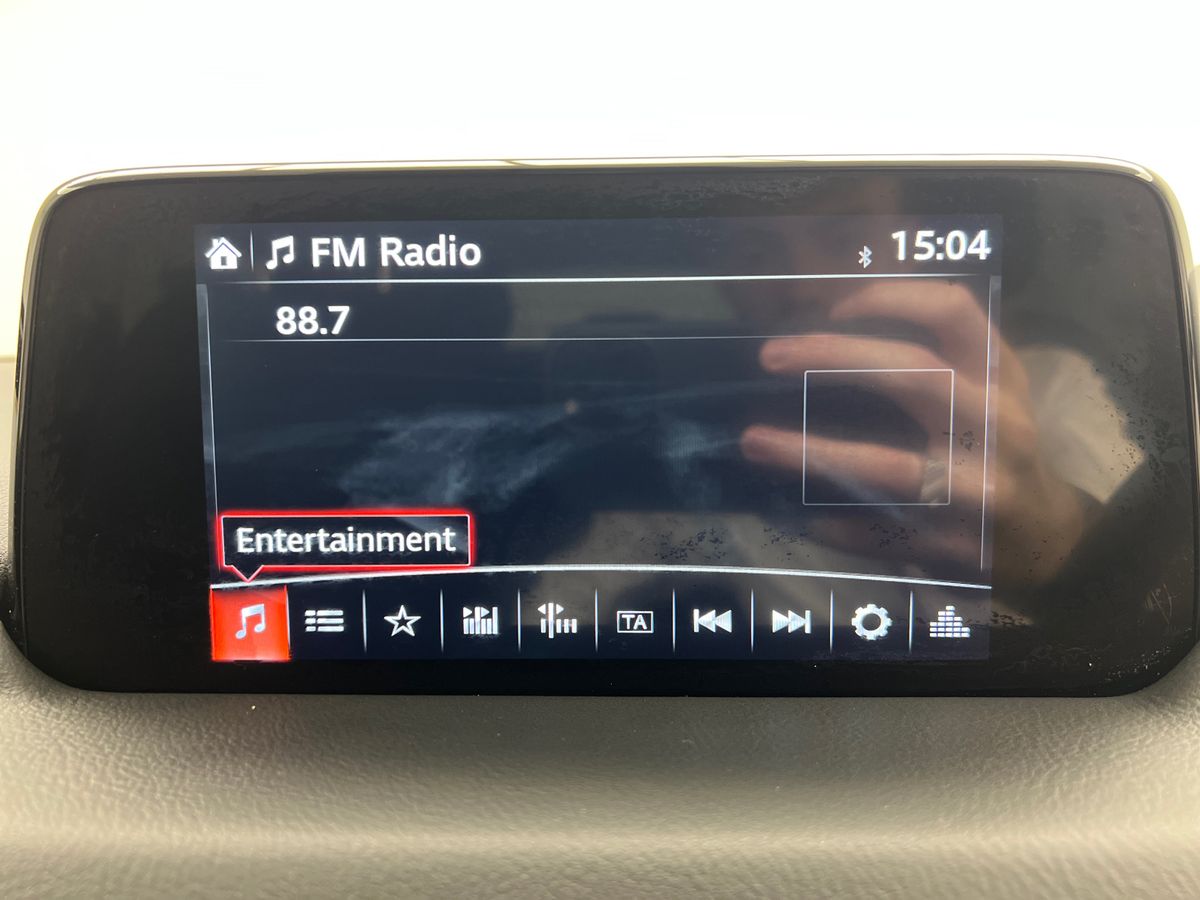 FM Radio
15:04
88.7
Entertainment
TA